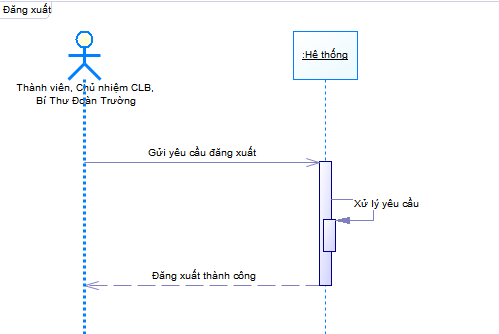 Đăng xuất
:Hệ thống
Thành viên, Chủ nhiệm CLB,
Bí Thư Đoàn Trường
Gửi yêu cầu đăng xuất
Xử lý yêu cầu
Đăng xuất thành công